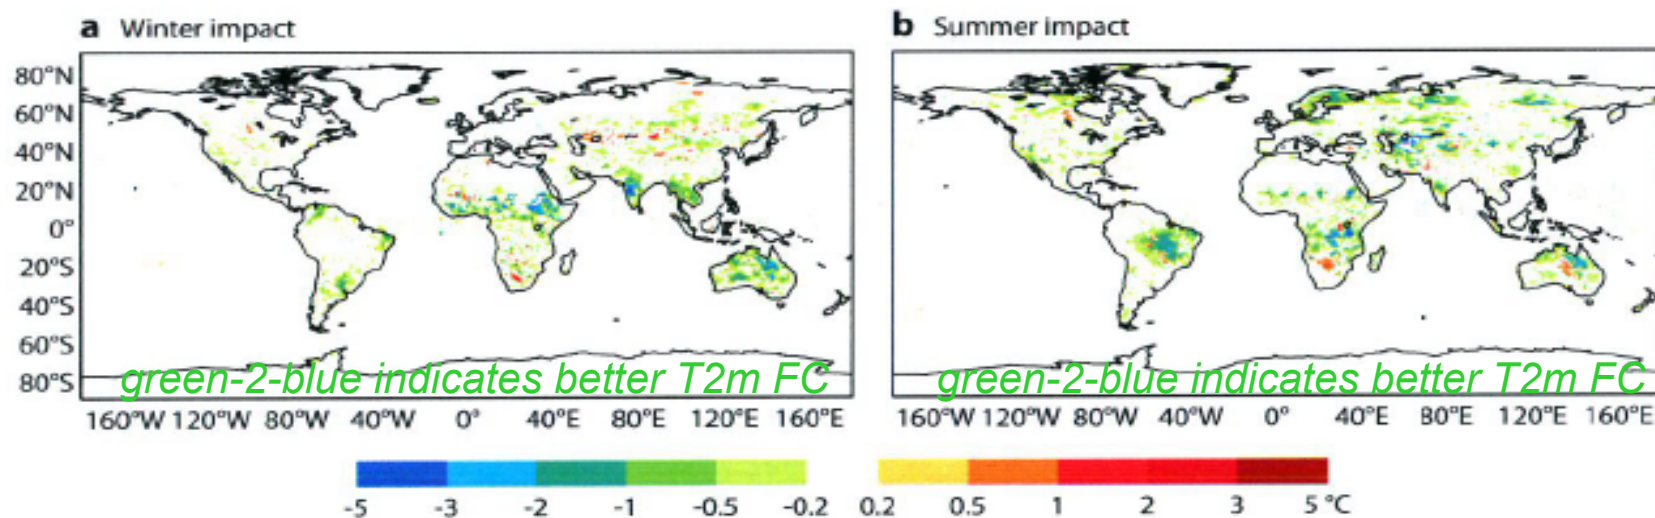 a Winter impact
b Summer impact
80°N
60°N
40°N
20°N
0°
20°S
40°S
60°S
80°S
green-2-blue indicates better T2m FC
green-2-blue indicates better T2m FC
160°W 120°W 80°W 40°W 0° 40°E 80°E 120°E 160°E
160°W 120°W 80°W 40°W 0° 40°E 80°E 120°E 160°E
-5 -3 -2 -1 -0.5 -0.2 0.2 0.5 1 2 3 5 °C